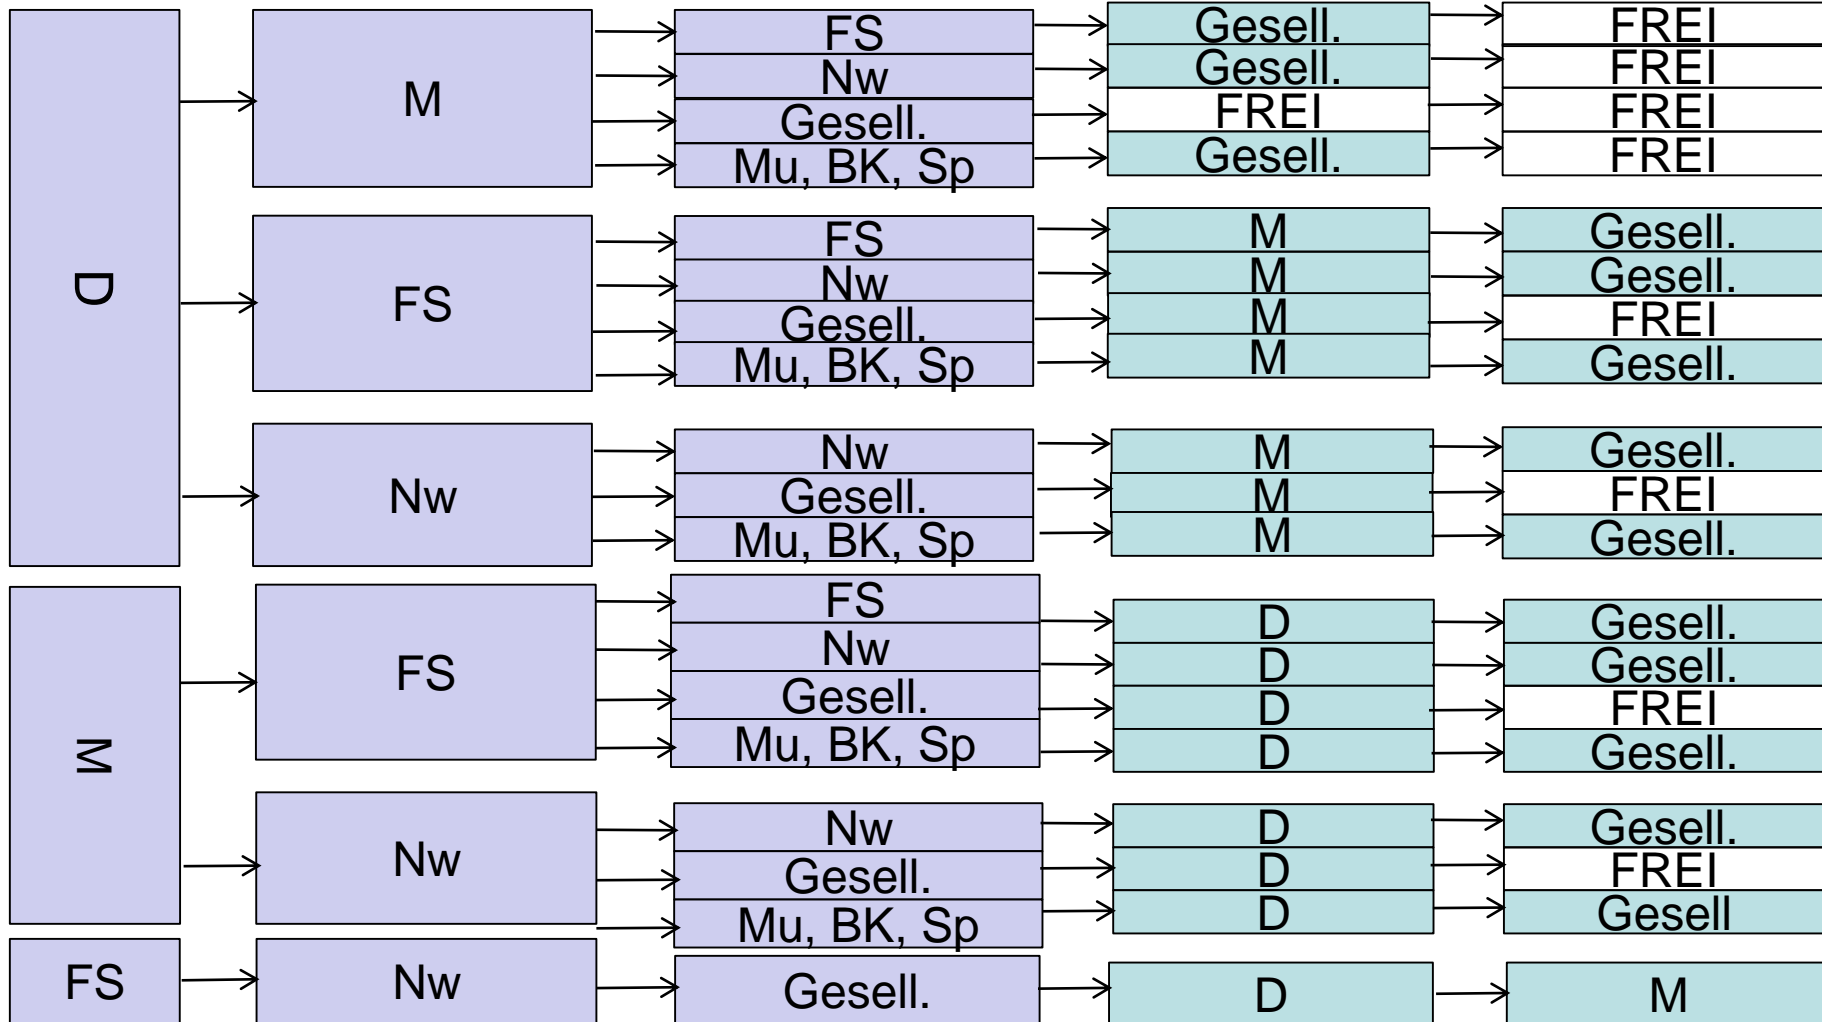 D
M
FS
Gesell.
FREI
Nw
Gesell.
FREI
Gesell.
FREI
FREI
Mu, BK, Sp
Gesell.
FREI
FS
FS
M
Gesell.
Nw
M
Gesell.
Gesell.
M
FREI
Mu, BK, Sp
M
Gesell.
Nw
Nw
M
Gesell.
Gesell.
M
FREI
Mu, BK, Sp
M
Gesell.
M
FS
FS
D
Gesell.
Nw
D
Gesell.
Gesell.
D
FREI
Mu, BK, Sp
D
Gesell.
Nw
Nw
D
Gesell.
Gesell.
D
FREI
Mu, BK, Sp
D
Gesell
FS
Nw
Gesell.
D
M